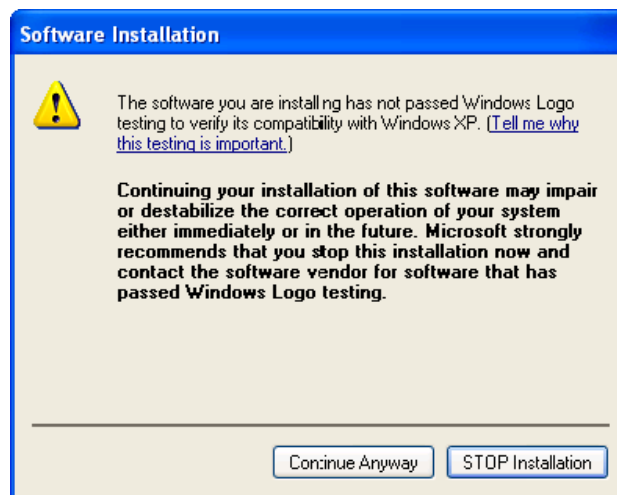 Software Installation
The software you are installing has not passed Windows Logo
testing to verify its compatibility with Windows XP. (Tell me why
this testing is important.)
Continuing your installation of this software may impair
or destabilize the correct operation of your system
either immediately or in the future. Microsoft strongly
recommends that you stop this installation now and
contact the software vendor for software that has
passed Windows Logo testing.
Continue Anyway
STOP Installation